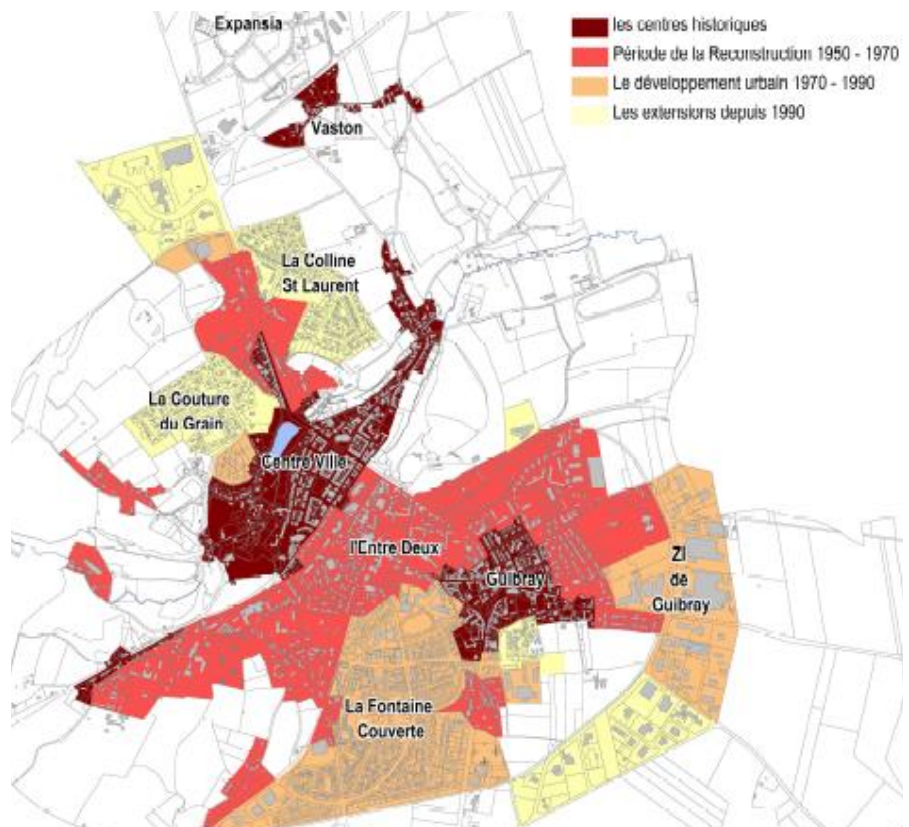 Expansia
les centres historiques
Période de la Reconstruction 1950 - 1970
Le développement urbain 1970 - 1990
Les extensions depuis 1990
Vaston
La Colline
St Laurent
La Couture
du Grain
Centre Ville
l'Entre Deux
Guibray
ZI
de
Guibray
La Fontaine
Couverte